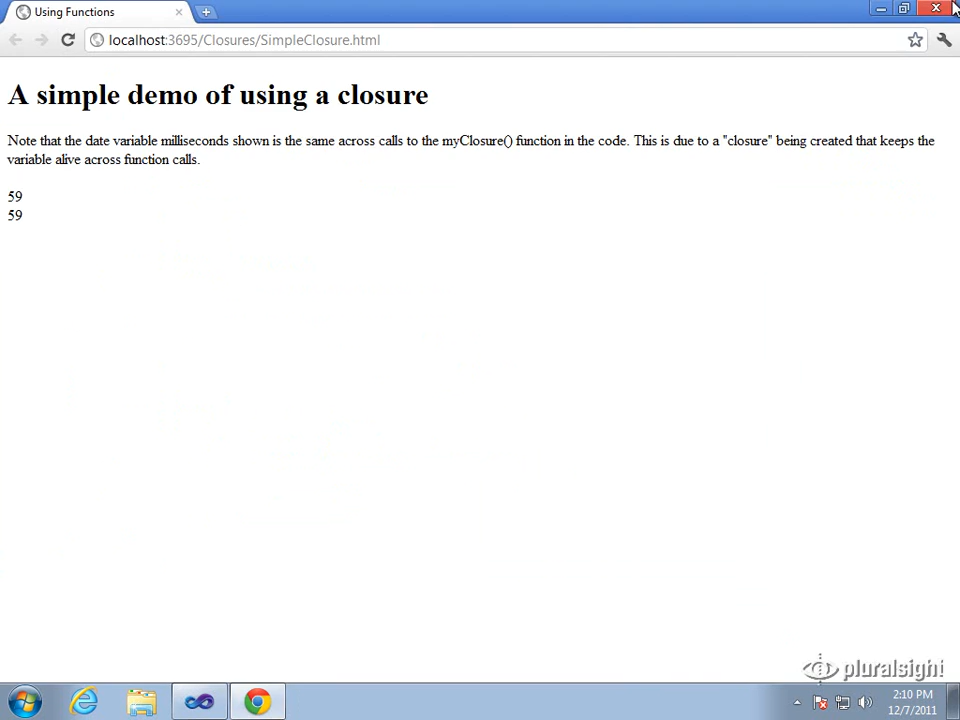 Using Functions
localhost:3695/Closures/SimpleClosure.html
A simple demo of using a closure
Note that the date variable milliseconds shown is the same across calls to the myClosure() function in the code. This is due to a "closure" being created that keeps the
variable alive across function calls.
59
59
pluralsight
2:10 PM
12/7/2011